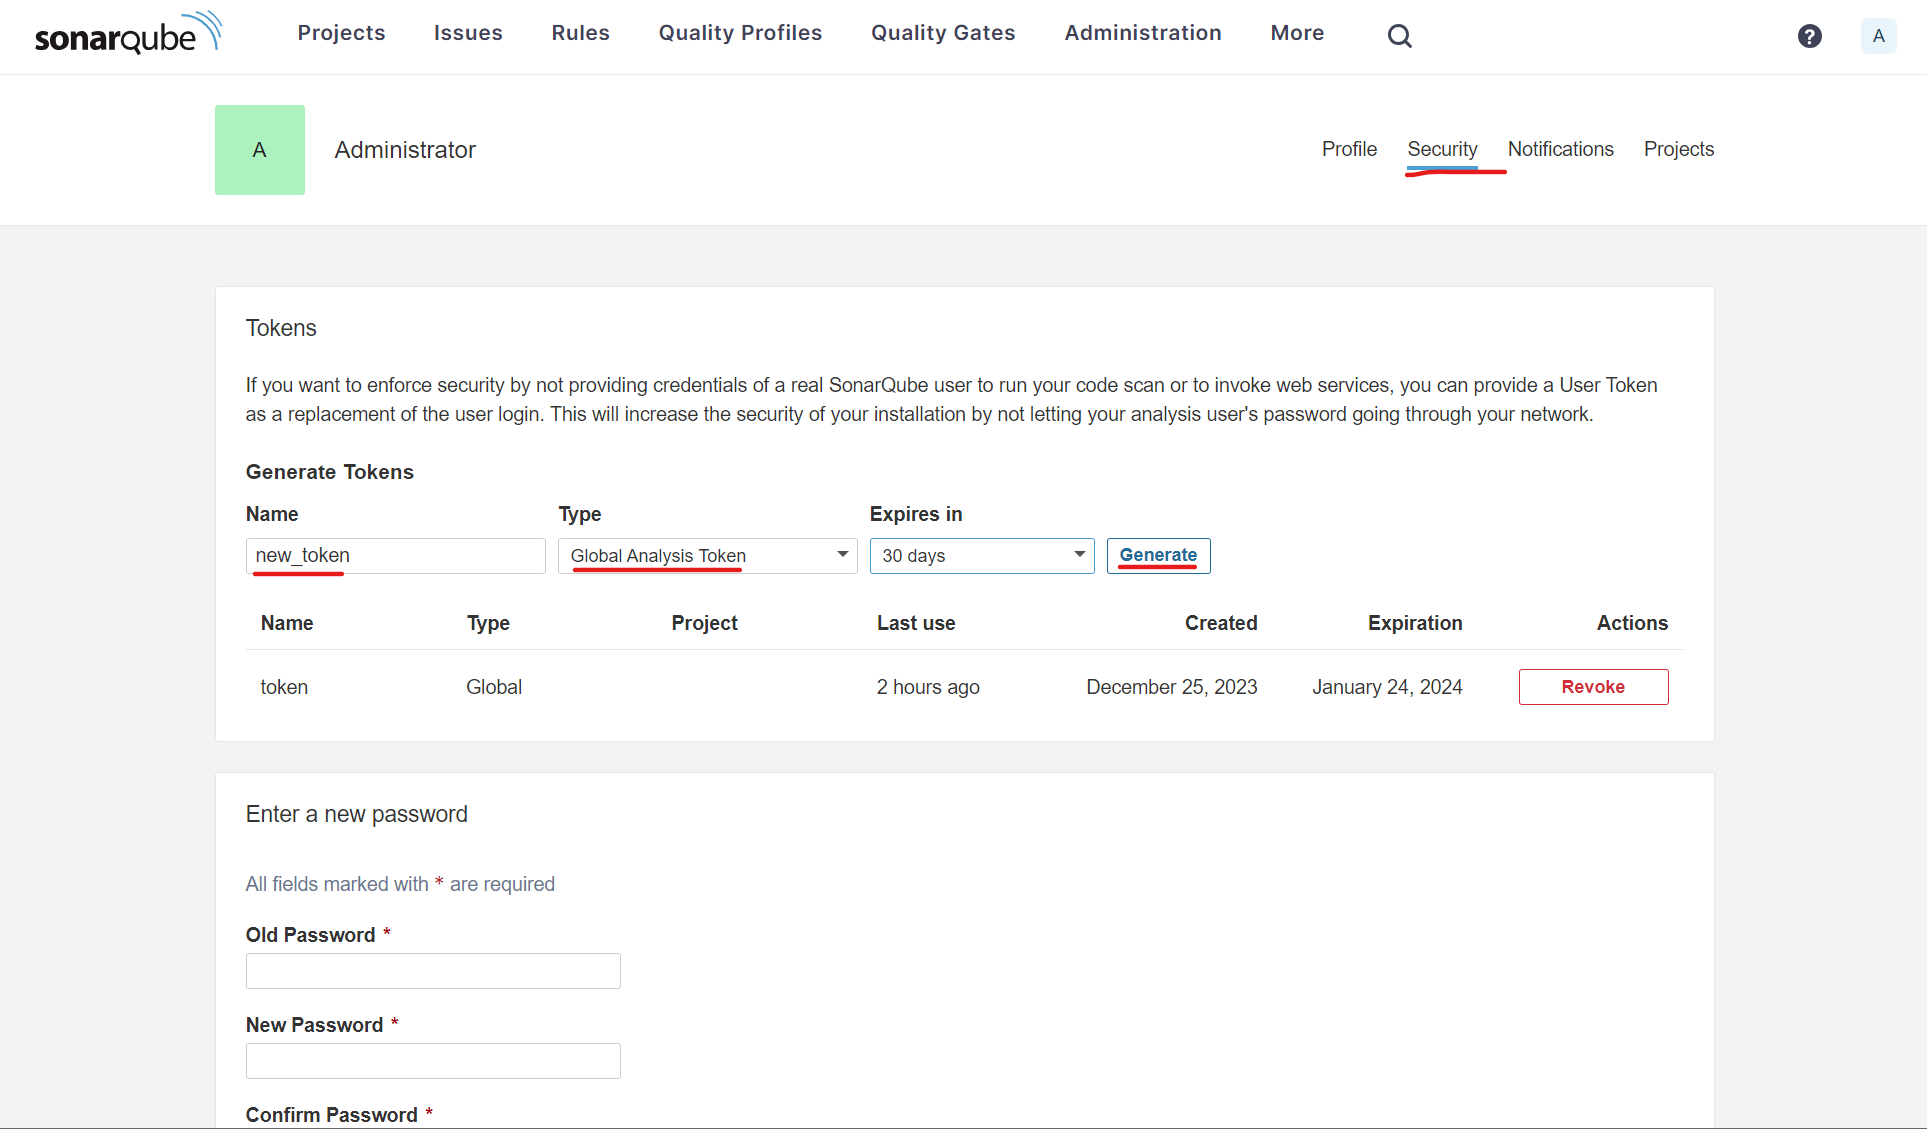 sonarqube
Projects Issues Rules Quality Profiles Quality Gates Administration More
? A
A Administrator
Profile Security Notifications Projects
Tokens
If you want to enforce security by not providing credentials of a real SonarQube user to run your code scan or to invoke web services, you can provide a User Token
as a replacement of the user login. This will increase the security of your installation by not letting your analysis user's password going through your network.
Generate Tokens
Name Type Expires in
new_token Global Analysis Token 30 days Generate
Name Type Project Last use Created Expiration Actions
token Global 2 hours ago December 25, 2023 January 24, 2024 Revoke
Enter a new password
All fields marked with * are required
Old Password *
New Password *
Confirm Password *